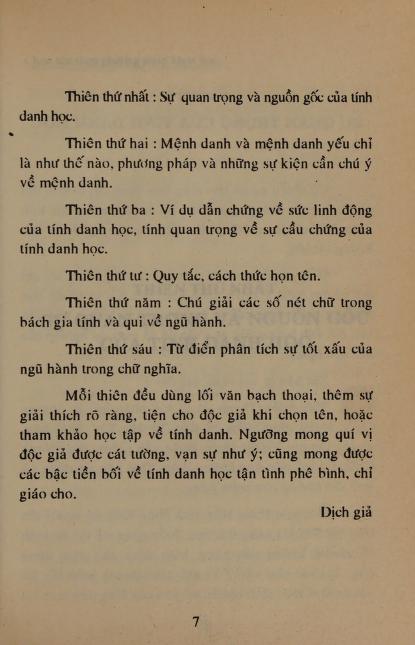 Thiên thứ nhất : Sự quan trọng và nguồn gốc của tính
danh học.
Thiên thứ hai : Mệnh danh và mệnh danh yếu chỉ
là như thế nào, phương pháp và những sự kiện cần chú ý
về mệnh danh.
Thiên thứ ba : Ví dụ dẫn chứng về sức linh động
của tính danh học, tính quan trọng về sự cầu chứng của
tính danh học.
Thiên thứ tư : Quy tắc, cách thức họn tên.
Thiên thứ năm : Chú giải các số nét chữ trong
bách gia tính và qui về ngũ hành.
Thiên thứ sáu : Từ điển phân tích sự tốt xấu của
ngũ hành trong chữ nghĩa.
Mỗi thiên đều dùng lối văn bạch thoại, thêm sự
giải thích rõ ràng, tiện cho độc giả khi chọn tên, hoặc
tham khảo học tập về tính danh. Ngưỡng mong quí vị
độc giả được cát tường, vạn sự như ý; cũng mong được
các bậc tiền bối về tính danh học tận tình phê bình, chỉ
giáo cho.
Dịch giả
7